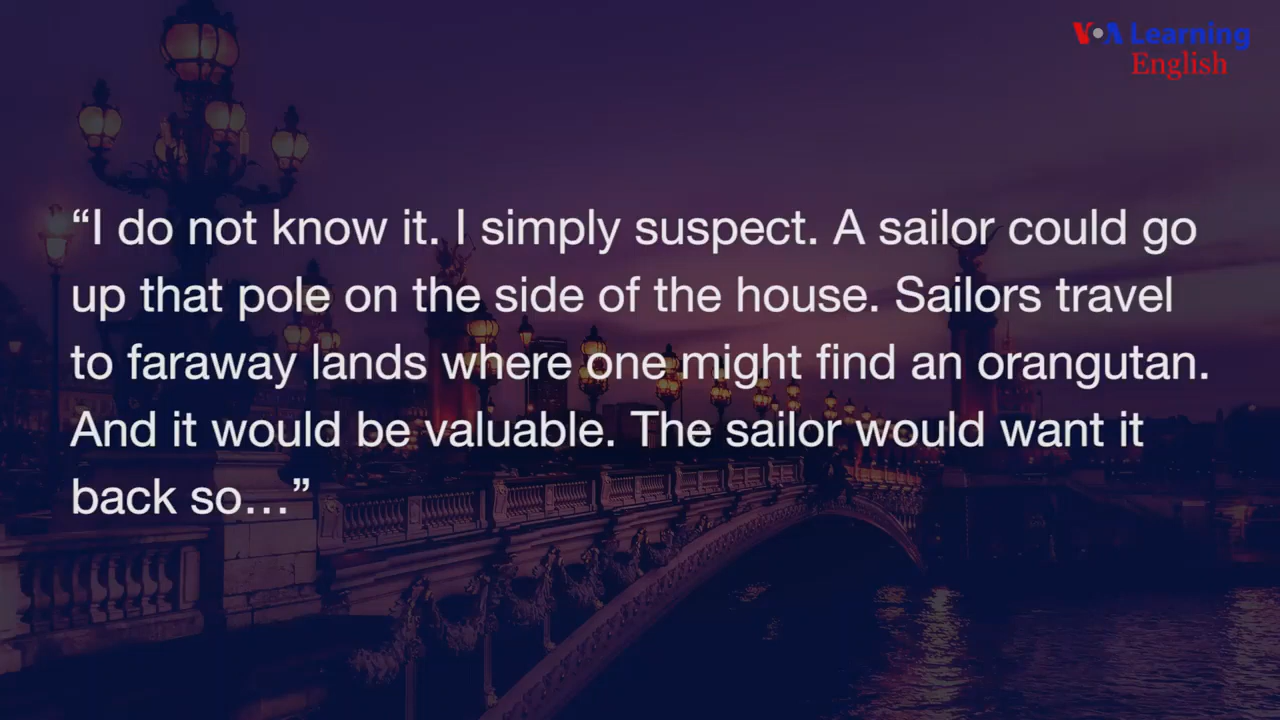 VOA Learning
English
“I do not know it. I simply suspect. A sailor could go
up that pole on the side of the house. Sailors travel
to faraway lands where one might find an orangutan.
And it would be valuable. The sailor would want it
back so…”